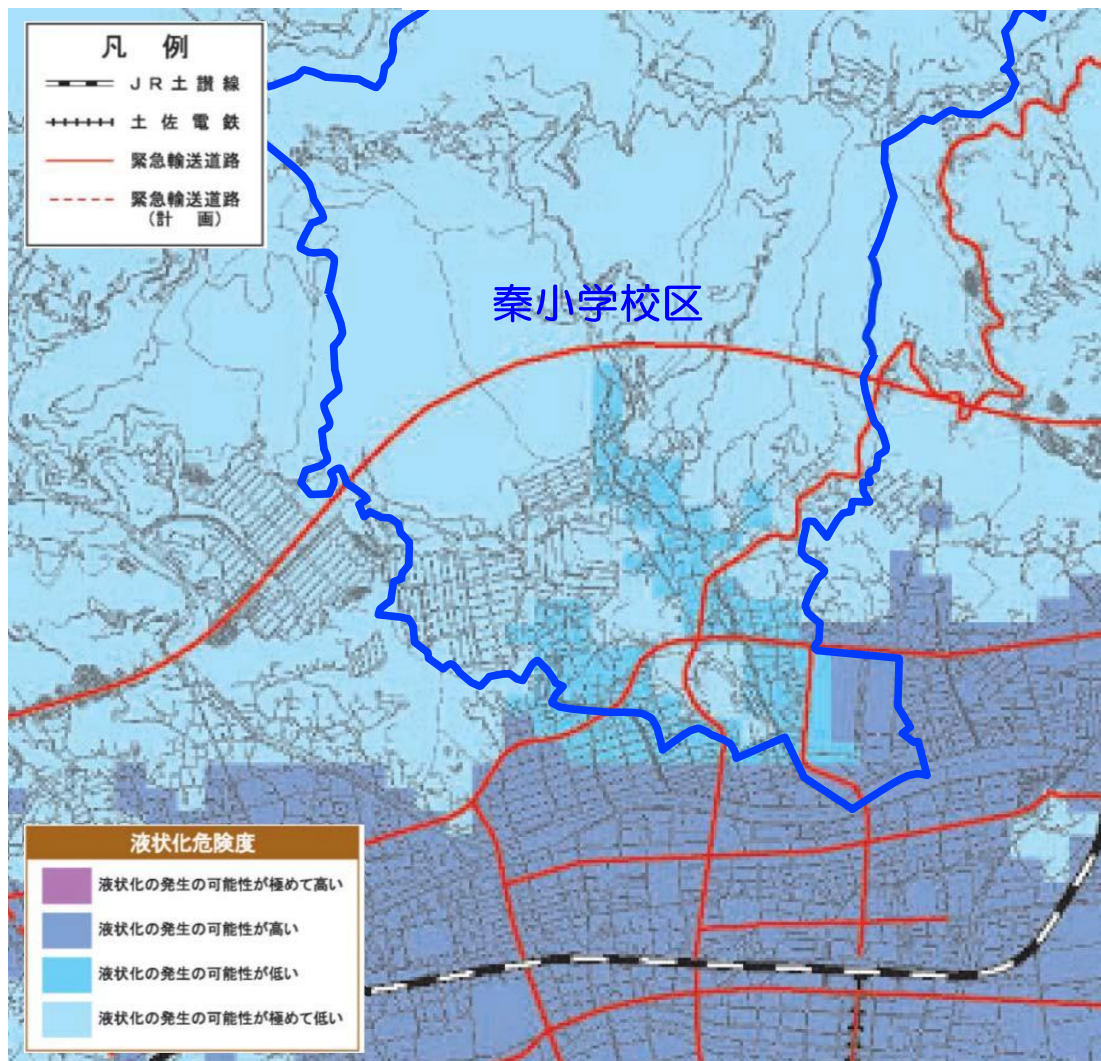 凡 例
JR土讃線
土佐電鉄
緊急輸送道路
緊急輸送道路
(計 画)
秦小学校区
液状化危険度
液状化の発生の可能性が極めて高い
液状化の発生の可能性が高い
液状化の発生の可能性が低い
液状化の発生の可能性が極めて低い